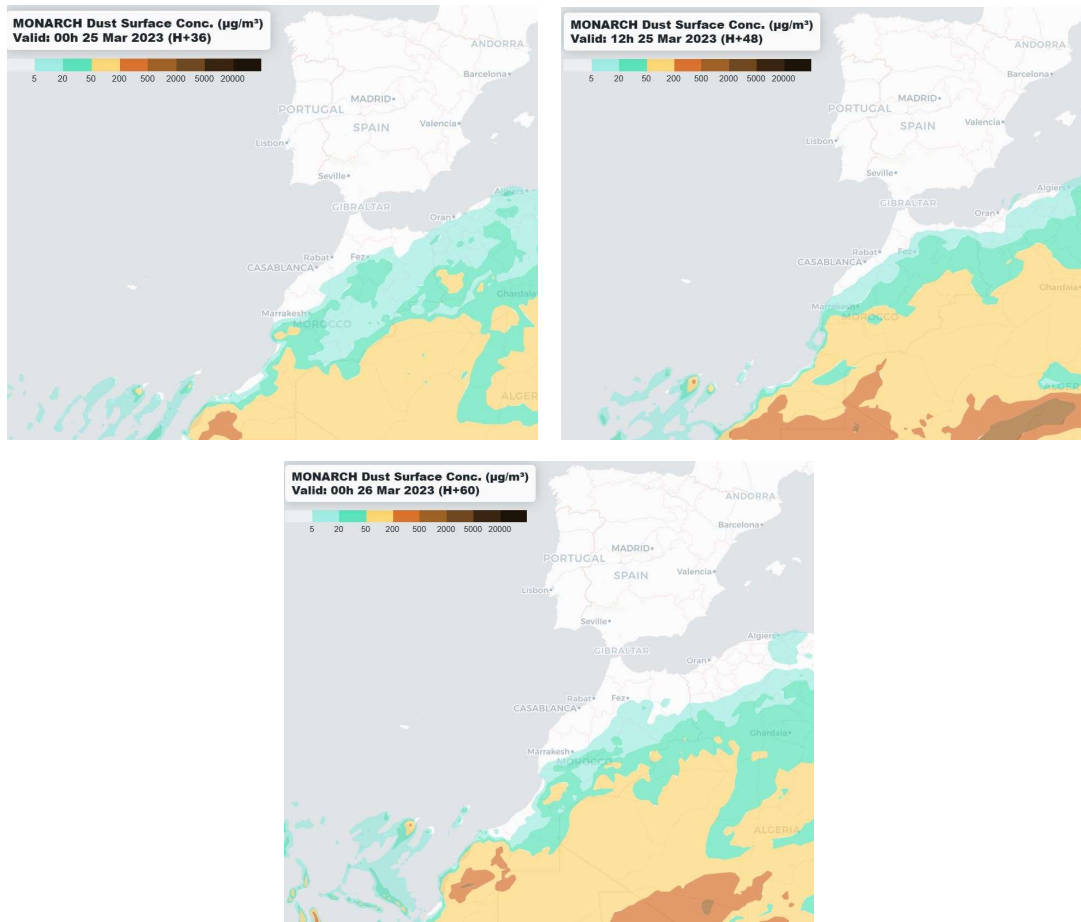 MONARCH Dust Surface Conc. (µg/m³)
Valid: 00h 25 Mar 2023 (H+36)
5 20 50 200 500 2000 5000 20000
ANDORRA
Barcelona
MADRID
PORTUGAL
SPAIN
Valencia
Lisbon
Seville
Algiers
GIBRALTAR
Oran
Rabat
Fez
CASABLANCA
Ghardaia
Marrakesh
MOROCCO
ALGER
MONARCH Dust Surface Conc. (µg/m³)
Valid: 12h 25 Mar 2023 (H+48)
5 20 50 200 500 2000 5000 20000
ANDORRA
Barcelona
MADRID
PORTUGAL
SPAIN
Valencia
Lisbon
Seville
Algiers
GIBRALTAR
Oran
Rabat
Fez
CASABLANCA
Ghardaia
Marrakesh
MOROCCO
ALGERI
MONARCH Dust Surface Conc. (µg/m³)
Valid: 00h 26 Mar 2023 (H+60)
5 20 50 200 500 2000 5000 20000
ANDORRA
Barcelona
MADRID
PORTUGAL
SPAIN
Valencia
Lisbon
Seville
Algiers
GIBRALTAR
Oran
Rabat
Fez
CASABLANCA
Ghardaia
Marrakesh
MOROCCO
ALGERIA